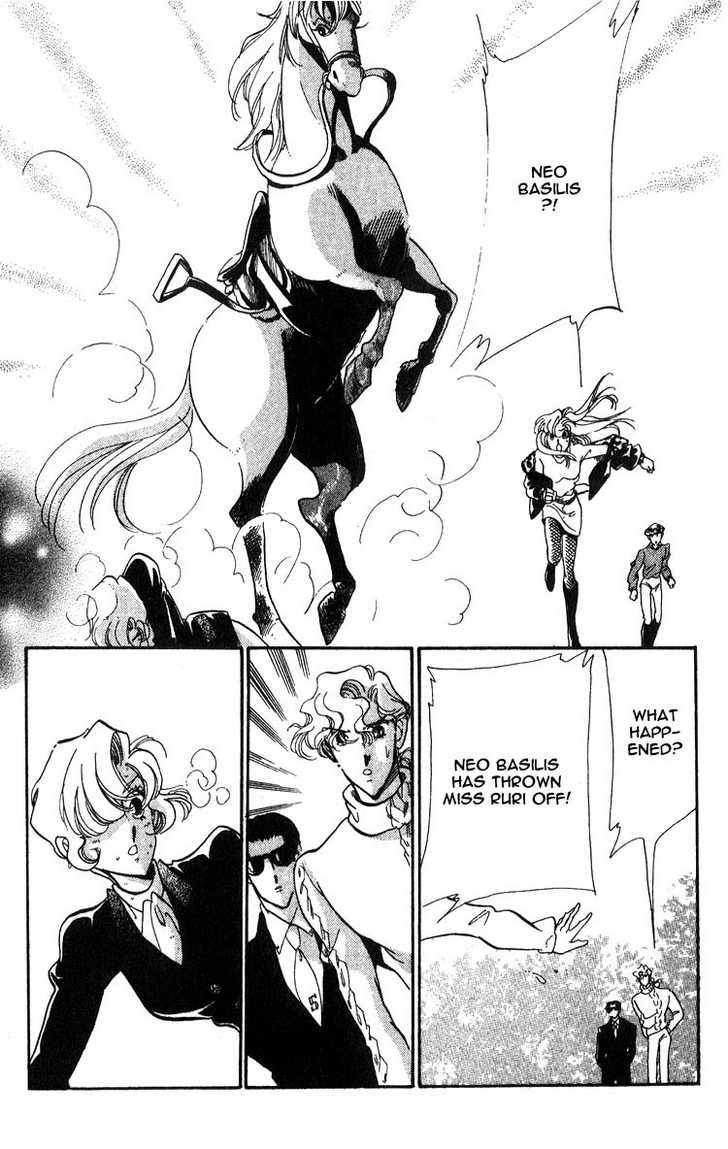 NEO
BASILIS
?!
WHAT
HAPP-
ENED?
NEO BASILIS
HAS THROWN
MISS RURI OFF!
S